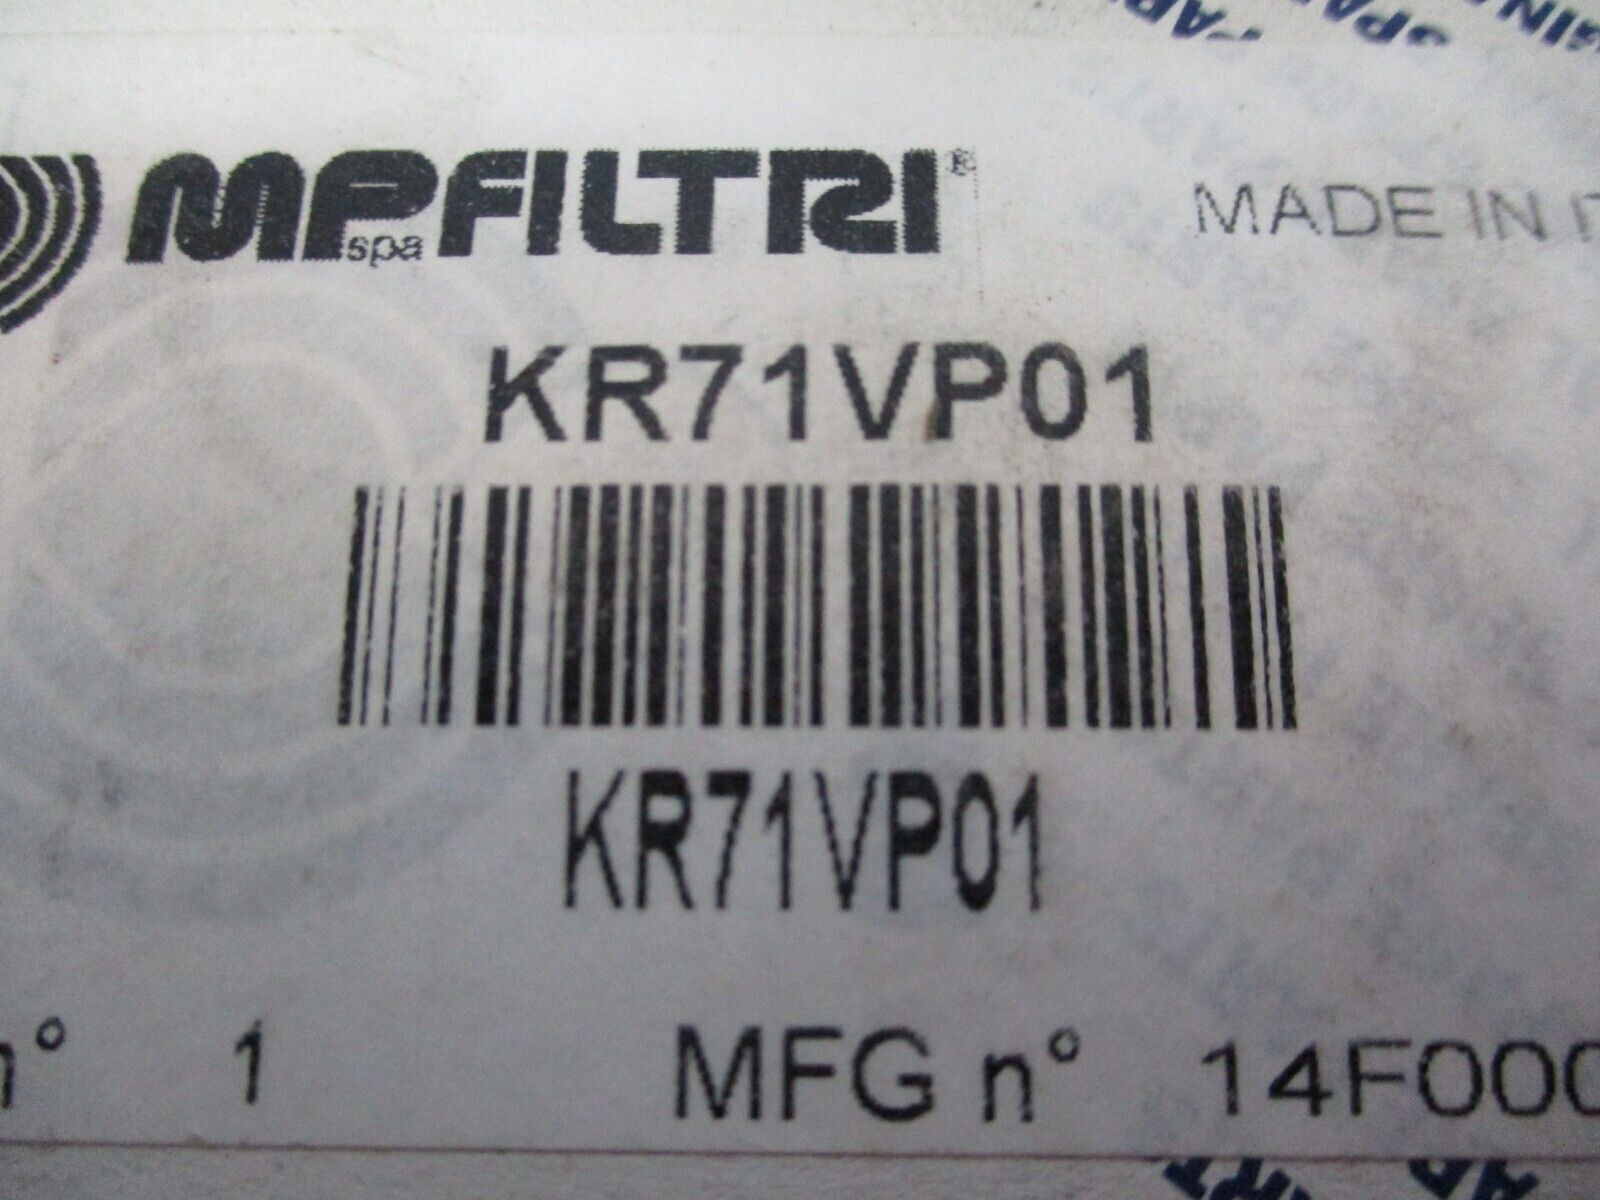 MPFILTRI®
spa
MADE IN
KR71VP01
KR71VP01
n° 1
MFG n° 14F000